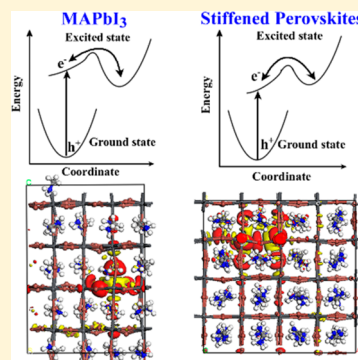 MAPbI3
Stiffened Perovskites
Excited state
e-
Energy
h+
Ground state
Coordinate
Excited state
e-
Energy
h+
Ground state
Coordinate